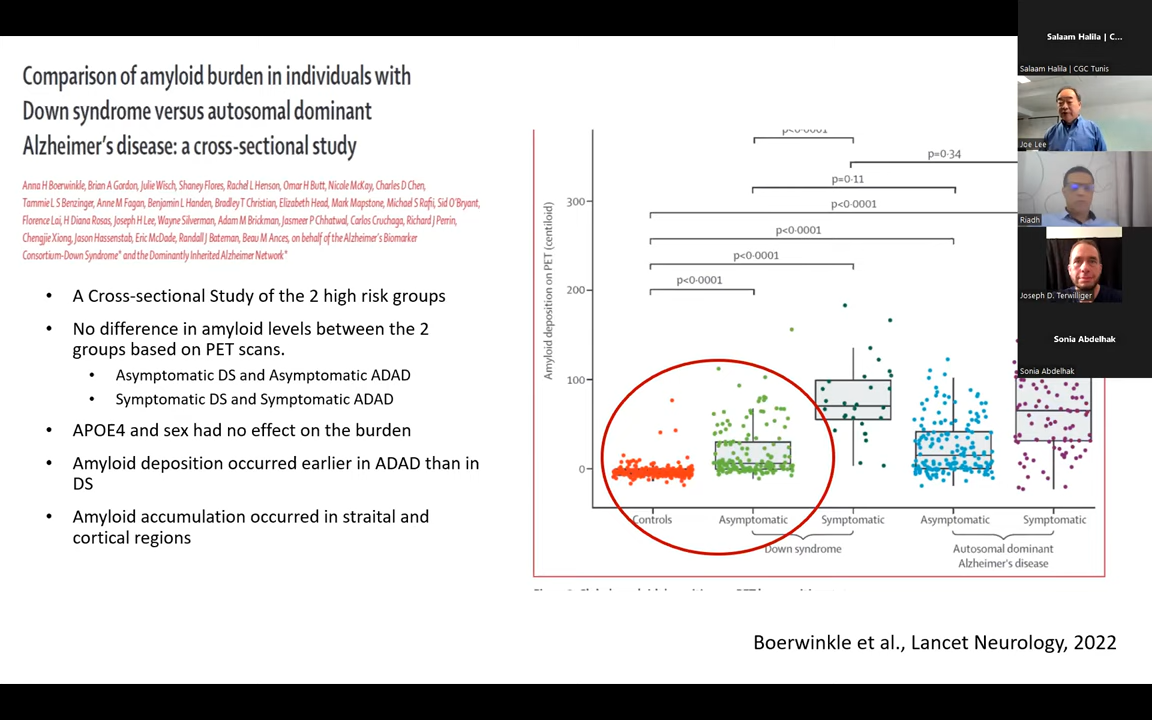 Comparison of amyloid burden in individuals with
Down syndrome versus autosomal dominant
Alzheimer's disease: a cross-sectional study
Anna H Boerwinkle, Brian A Gordon, Julie Wisch, Shaney Flores, Rachel L Henson, Omar H Butt, Nicole McKay, Charles D Chen,
Tammie L S Benzinger, Anne M Fagan, Benjamin L Handen, Bradley T Christian, Elizabeth Head, Mark Mapstone, Michael S Rafii, Sid O'Bryant,
Florence Lai, H Diana Rosas, Joseph H Lee, Wayne Silverman, Adam M Brickman, Jasmeer P Chhatwal, Carlos Cruchaga, Richard J Perrin,
Chengjie Xiong, Jason Hassenstab, Eric McDade, Randall J Bateman, Beau M Ances, on behalf of the Alzheimer's Biomarker
Consortium-Down Syndrome* and the Dominantly Inherited Alzheimer Network*
• A Cross-sectional Study of the 2 high risk groups
• No difference in amyloid levels between the 2
groups based on PET scans.
• Asymptomatic DS and Asymptomatic ADAD
• Symptomatic DS and Symptomatic ADAD
• APOE4 and sex had no effect on the burden
• Amyloid deposition occurred earlier in ADAD than in
DS
• Amyloid accumulation occurred in straital and
cortical regions
Amyloid deposition on PET (centiloid)
300
200
100
0
p<0·0001
p=0·34
p=0·11
p<0·0001
p<0·0001
p<0·0001
p<0·0001
Controls
Asymptomatic
Symptomatic
Asymptomatic
Symptomatic
Down syndrome
Autosomal dominant
Alzheimer's disease
Boerwinkle et al., Lancet Neurology, 2022
Salaam Halila | C...
Salaam Halila | CGC Tunis
Joe Lee
Riadh
Joseph D. Terwilliger
Sonia Abdelhak
Sonia Abdelhak